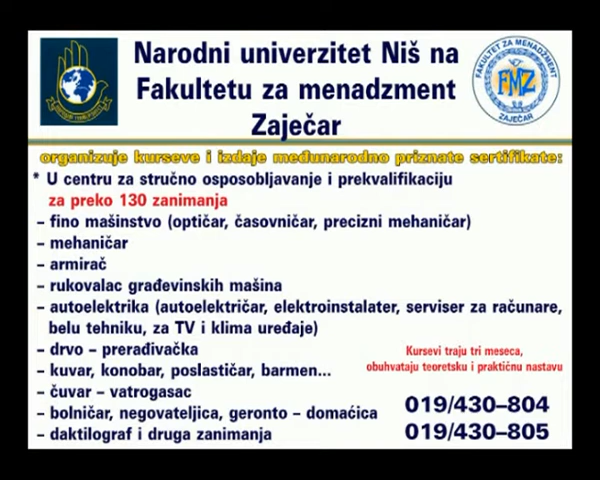 Narodni univerzitet Niš na
Fakultetu za menadzment
Zaječar
FAKULTET ZA MENADŽMENT
FMZ
ZAJEČAR
organizuje kurseve i izdaje međunarodno priznate sertifikate:
* U centru za stručno osposobljavanje i prekvalifikaciju
za preko 130 zanimanja
– fino mašinstvo (optičar, časovničar, precizni mehaničar)
– mehaničar
– armirač
– rukovalac građevinskih mašina
– autoelektrika (autoelektričar, elektroinstalater, serviser za računare,
belu tehniku, za TV i klima uređaje)
– drvo – prerađivačka
– kuvar, konobar, poslastičar, barmen...
– čuvar – vatrogasac
– bolničar, negovateljica, geronto – domaćica
– daktilograf i druga zanimanja
Kursevi traju tri meseca,
obuhvataju teoretsku i praktičnu nastavu
019/430–804
019/430–805